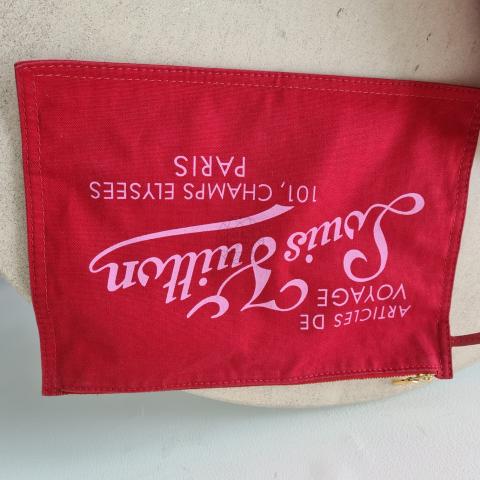 ARTICLES DE
VOYAGE
Louis Vuitton
101, CHAMPS ELYSEES
PARIS